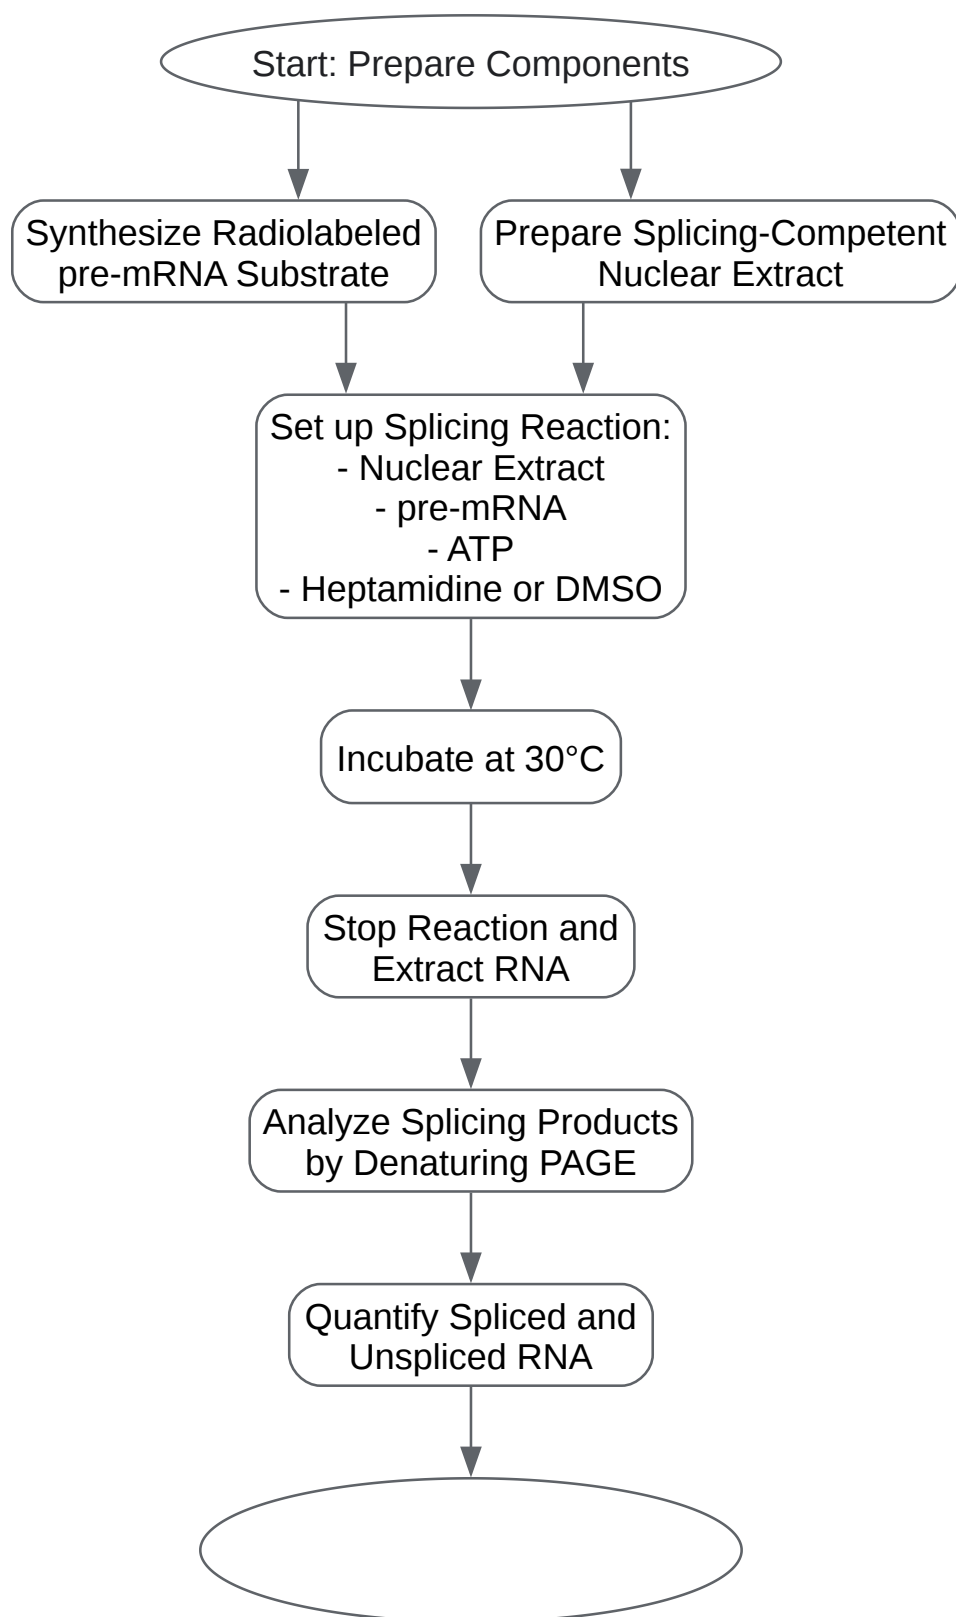 Start: Prepare Components
Synthesize Radiolabeled
pre-mRNA Substrate
Prepare Splicing-Competent
Nuclear Extract
Set up Splicing Reaction:
- Nuclear Extract
- pre-mRNA
- ATP
- Heptamidine or DMSO
Incubate at 30°C
Stop Reaction and
Extract RNA
Analyze Splicing Products
by Denaturing PAGE
Quantify Spliced and
Unspliced RNA